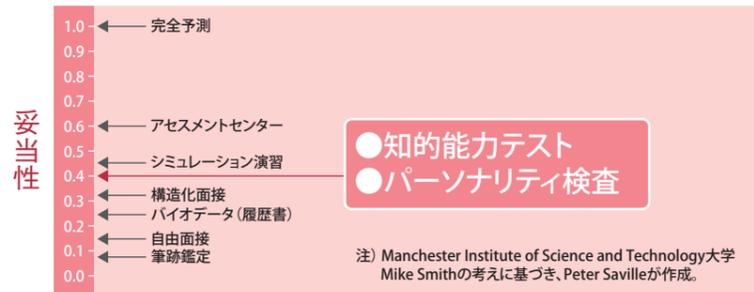 妥当性
1.0
完全予測
0.9
0.8
0.7
0.6
アセスメントセンター
0.5
シミュレーション演習
0.4
●知的能力テスト
●パーソナリティ検査
0.3
構造化面接
バイオデータ（履歴書）
0.2
自由面接
0.1
筆跡鑑定
0.0
注）Manchester Institute of Science and Technology大学
Mike Smithの考えに基づき、Peter Savilleが作成。